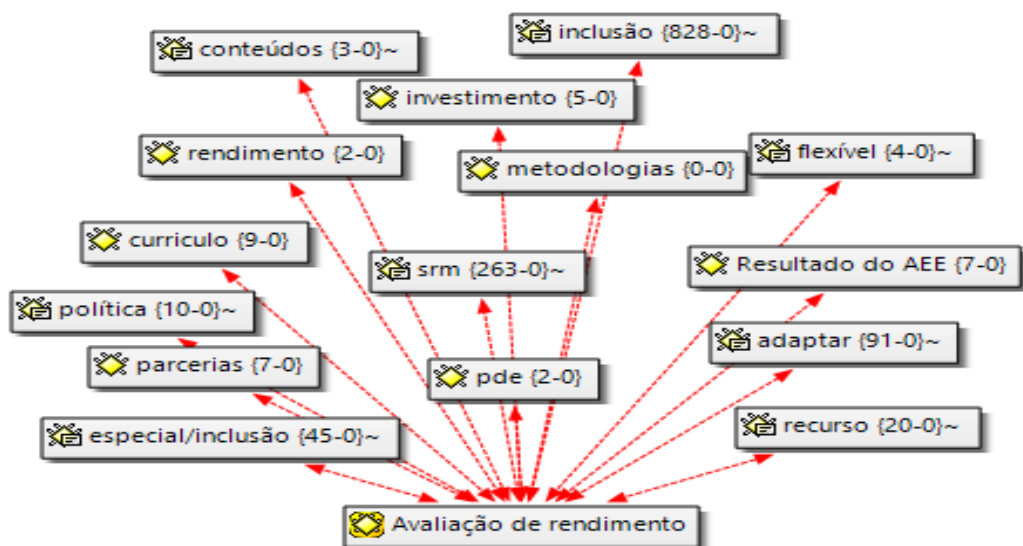 conteúdos {3-0}~
inclusão {828-0}~
investimento {5-0}
rendimento {2-0}
metodologias {0-0}
flexível {4-0}~
curriculo {9-0}
srm {263-0}~
Resultado do AEE {7-0}
política {10-0}~
adaptar {91-0}~
parcerias {7-0}
pde {2-0}
especial/inclusão {45-0}~
recurso {20-0}~
Avaliação de rendimento